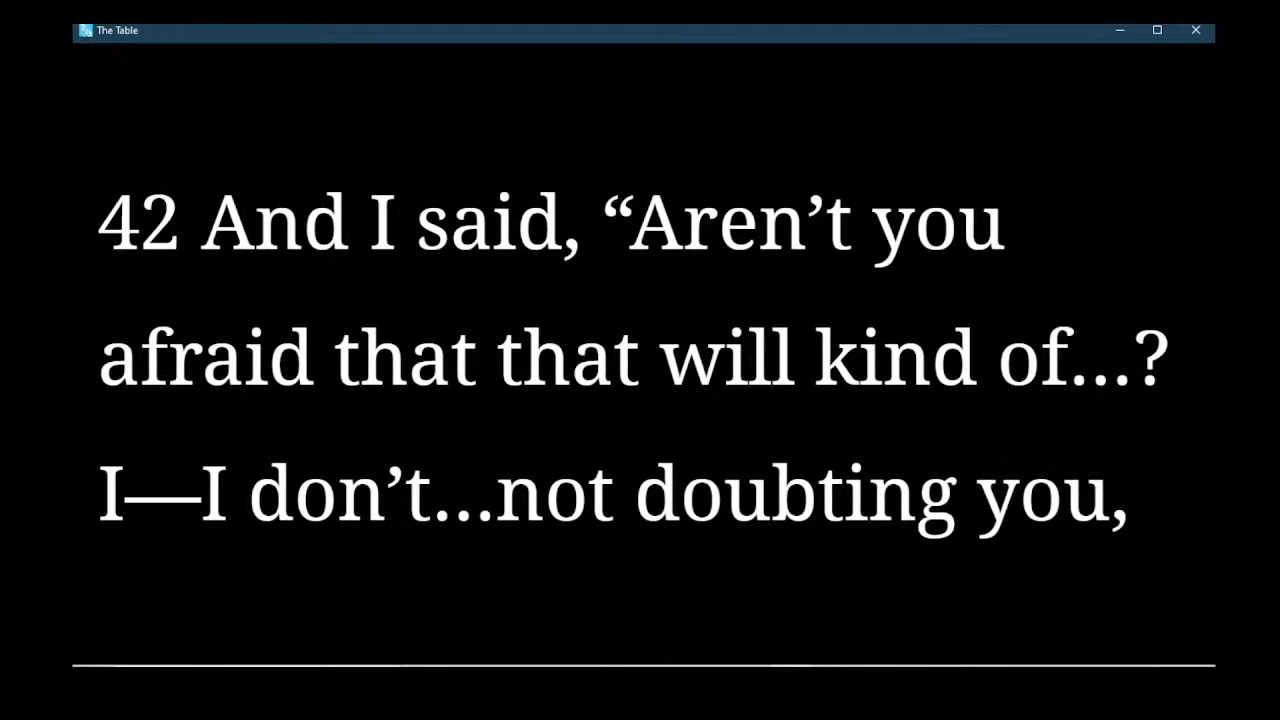 The Table
42 And I said, “Aren’t you
afraid that that will kind of…?
I—I don’t…not doubting you,